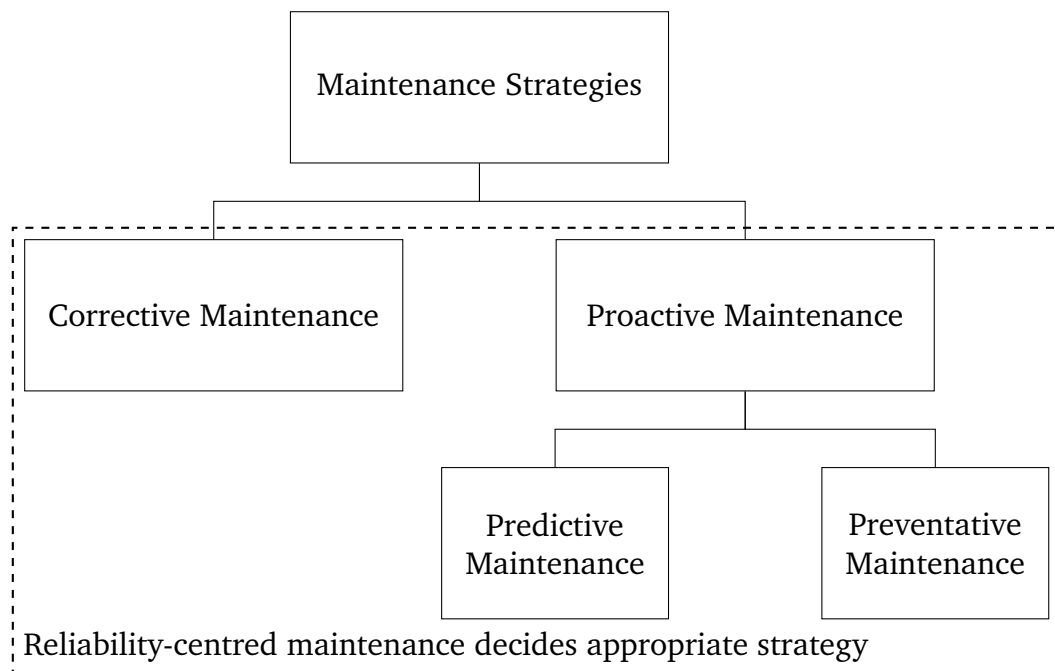 Maintenance Strategies
Corrective Maintenance
Proactive Maintenance
Predictive
Maintenance
Preventative
Maintenance
Reliability-centred maintenance decides appropriate strategy